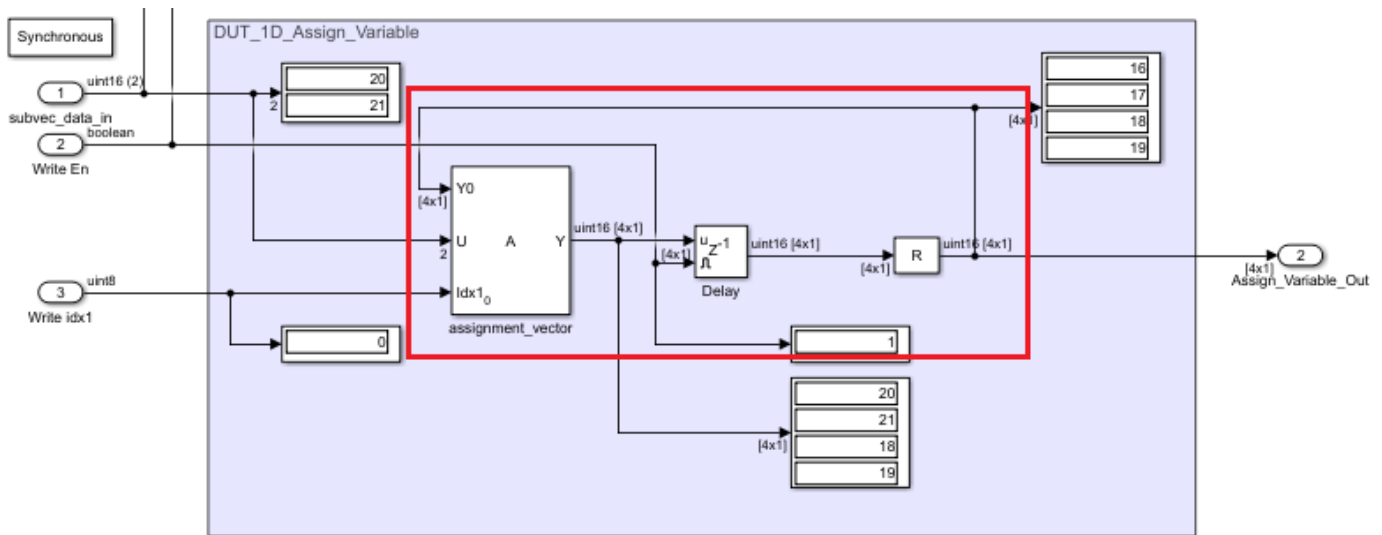 DUT_1D_Assign_Variable
Synchronous
uint16 (2)
1
subvec_data_in
boolean
2
Write En
uint8
3
Write idx1
2
20
21
0
[4x1]
Y0
U
2
Idx1 0
A
Y
assignment_vector
uint16 [4x1]
[4x1]
u
Z-1
Delay
uint16 [4x1]
[4x1]
R
uint16 [4x1]
[4x1]
16
17
18
19
1
[4x1]
20
21
18
19
[4x1]
2
Assign_Variable_Out